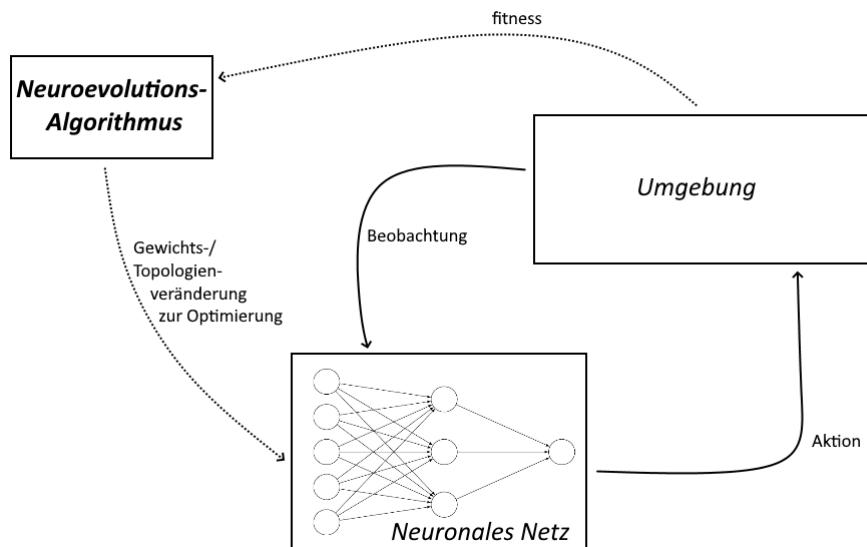 fitness
Neuroevolutions-
Algorithmus
Umgebung
Beobachtung
Gewichts-/
Topologien-
veränderung
zur Optimierung
Aktion
Neuronales Netz